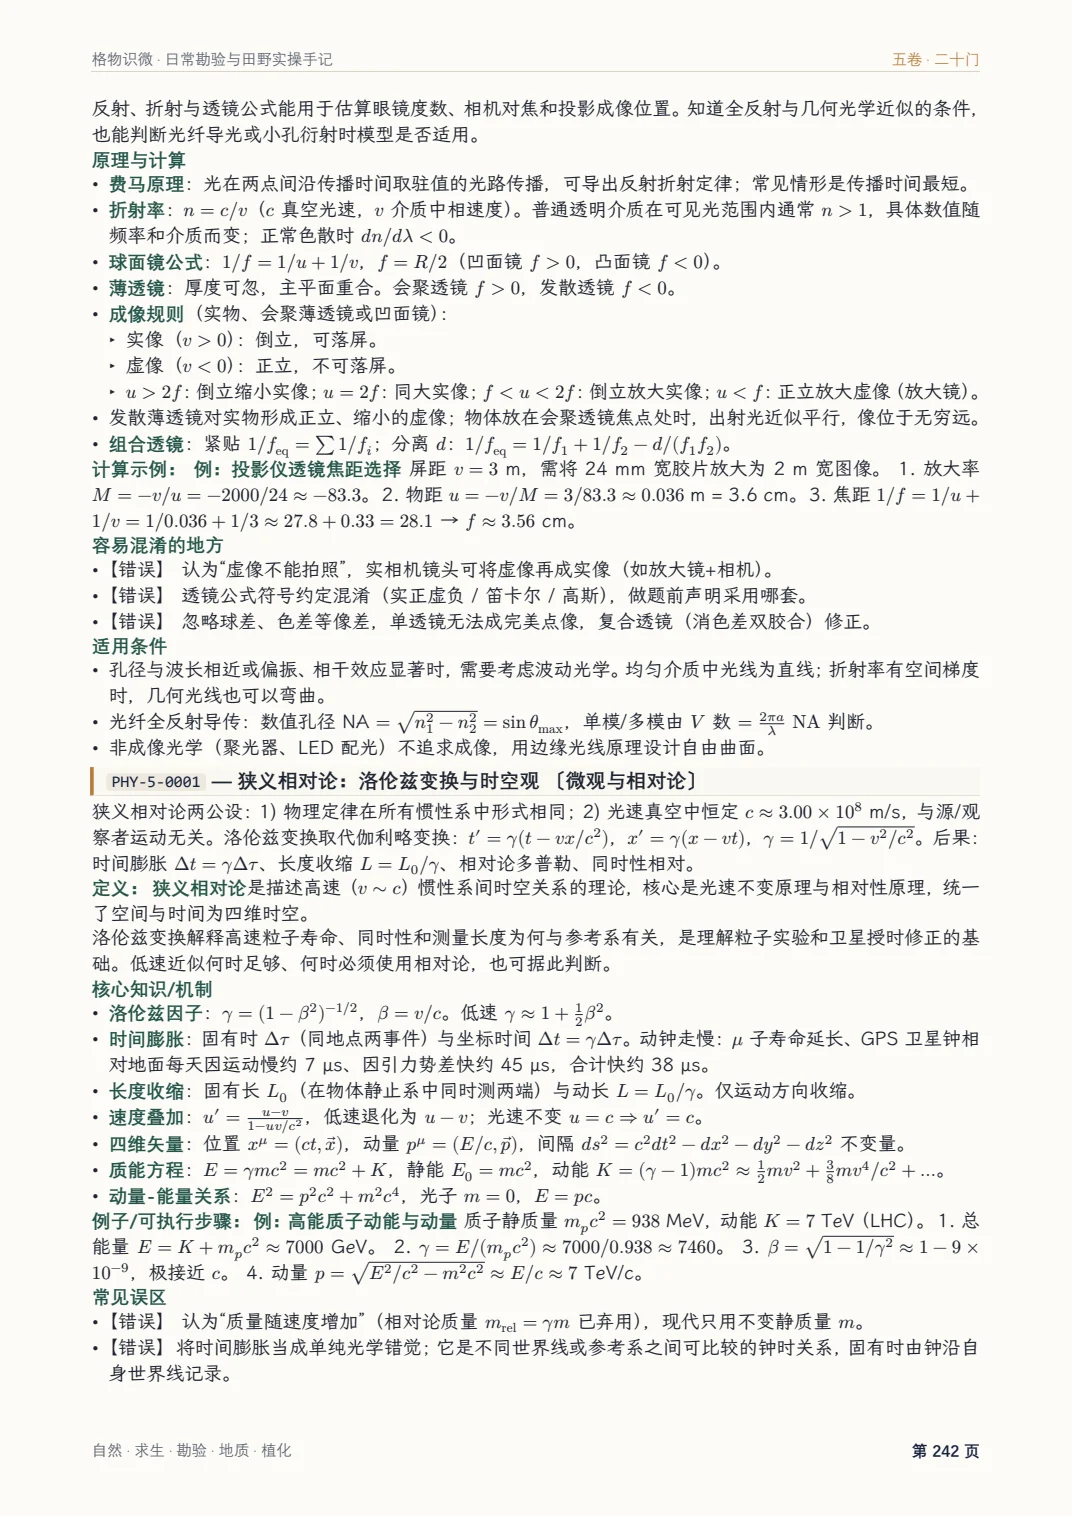 格物识微 · 日常勘验与田野实操手记
五卷 · 二十门
反射、折射与透镜公式能用于估算眼镜度数、相机对焦和投影成像位置。知道全反射与几何光学近似的条件，
也能判断光纤导光或小孔衍射时模型是否适用。
原理与计算
• 费马原理：光在两点间沿传播时间取驻值的光路传播，可导出反射折射定律；常见情形是传播时间最短。
• 折射率：n = c/v（c 真空光速，v 介质中相速度）。普通透明介质在可见光范围内通常 n > 1，具体数值随
频率和介质而变；正常色散时 dn/dλ < 0。
• 球面镜公式：1/f = 1/u + 1/v，f = R/2（凹面镜 f > 0，凸面镜 f < 0）。
• 薄透镜：厚度可忽，主平面重合。会聚透镜 f > 0，发散透镜 f < 0。
• 成像规则（实物、会聚薄透镜或凹面镜）：
‣ 实像（v > 0）：倒立，可落屏。
‣ 虚像（v < 0）：正立，不可落屏。
‣ u > 2f：倒立缩小实像；u = 2f：同大实像；f < u < 2f：倒立放大实像；u < f：正立放大虚像（放大镜）。
• 发散薄透镜对实物形成正立、缩小的虚像；物体放在会聚透镜焦点处时，出射光近似平行，像位于无穷远。
• 组合透镜：紧贴 1/f_eq = ∑ 1/f_i；分离 d：1/f_eq = 1/f₁ + 1/f₂ − d/(f₁f₂)。
计算示例： 例：投影仪透镜焦距选择 屏距 v = 3 m，需将 24 mm 宽胶片放大为 2 m 宽图像。 1. 放大率
M = −v/u = −2000/24 ≈ −83.3。2. 物距 u = −v/M = 3/83.3 ≈ 0.036 m = 3.6 cm。3. 焦距 1/f = 1/u +
1/v = 1/0.036 + 1/3 ≈ 27.8 + 0.33 = 28.1 → f ≈ 3.56 cm。
容易混淆的地方
•【错误】 认为“虚像不能拍照”，实相机镜头可将虚像再成实像（如放大镜+相机）。
•【错误】 透镜公式符号约定混淆（实正虚负 / 笛卡尔 / 高斯），做题前声明采用哪套。
•【错误】 忽略球差、色差等像差，单透镜无法成完美点像，复合透镜（消色差双胶合）修正。
适用条件
• 孔径与波长相近或偏振、相干效应显著时，需要考虑波动光学。均匀介质中光线为直线；折射率有空间梯度
时，几何光线也可以弯曲。
• 光纤全反射导传：数值孔径 NA = √(n₁² − n₂²) = sin θ_max，单模/多模由 V 数 = 2πa/λ NA 判断。
• 非成像光学（聚光器、LED 配光）不追求成像，用边缘光线原理设计自由曲面。
PHY-5-0001 — 狭义相对论：洛伦兹变换与时空观 〔微观与相对论〕
狭义相对论两公设：1) 物理定律在所有惯性系中形式相同；2) 光速真空中恒定 c ≈ 3.00 × 10⁸ m/s，与源/观
察者运动无关。洛伦兹变换取代伽利略变换：t′ = γ(t − vx/c²)，x′ = γ(x − vt)，γ = 1/√(1 − v²/c²)。后果：
时间膨胀 Δt = γΔτ、长度收缩 L = L₀/γ、相对论多普勒、同时性相对。
定义： 狭义相对论是描述高速（v ∼ c）惯性系间时空关系的理论，核心是光速不变原理与相对性原理，统一
了空间与时间为四维时空。
洛伦兹变换解释高速粒子寿命、同时性和测量长度为何与参考系有关，是理解粒子实验和卫星授时修正的基
础。低速近似何时足够、何时必须使用相对论，也可据此判断。
核心知识/机制
• 洛伦兹因子：γ = (1 − β²)^(−1/2)，β = v/c。低速 γ ≈ 1 + ½β²。
• 时间膨胀：固有时 Δτ（同地点两事件）与坐标时间 Δt = γΔτ。动钟走慢：μ 子寿命延长、GPS 卫星钟相
对地面每天因运动慢约 7 μs、因引力势差快约 45 μs，合计快约 38 μs。
• 长度收缩：固有长 L₀（在物体静止系中同时测两端）与动长 L = L₀/γ。仅运动方向收缩。
• 速度叠加：u′ = (u−v)/(1−uv/c²)，低速退化为 u − v；光速不变 u = c ⇒ u′ = c。
• 四维矢量：位置 x^μ = (ct, x⃗)，动量 p^μ = (E/c, p⃗)，间隔 ds² = c²dt² − dx² − dy² − dz² 不变量。
• 质能方程：E = γmc² = mc² + K，静能 E₀ = mc²，动能 K = (γ − 1)mc² ≈ ½mv² + ⅜mv⁴/c² + …。
• 动量-能量关系：E² = p²c² + m²c⁴，光子 m = 0，E = pc。
例子/可执行步骤： 例：高能质子动能与动量 质子静质量 m_pc² = 938 MeV，动能 K = 7 TeV（LHC）。1. 总
能量 E = K + m_pc² ≈ 7000 GeV。 2. γ = E/(m_pc²) ≈ 7000/0.938 ≈ 7460。 3. β = √(1 − 1/γ²) ≈ 1 − 9 ×
10⁻⁹，极接近 c。 4. 动量 p = √(E²/c² − m²c²) ≈ E/c ≈ 7 TeV/c。
常见误区
•【错误】 认为“质量随速度增加”（相对论质量 m_rel = γm 已弃用），现代只用不变静质量 m。
•【错误】 将时间膨胀当成单纯光学错觉；它是不同世界线或参考系之间可比较的钟时关系，固有时由钟沿自
身世界线记录。
自然 · 求生 · 勘验 · 地质 · 植化
第 242 页